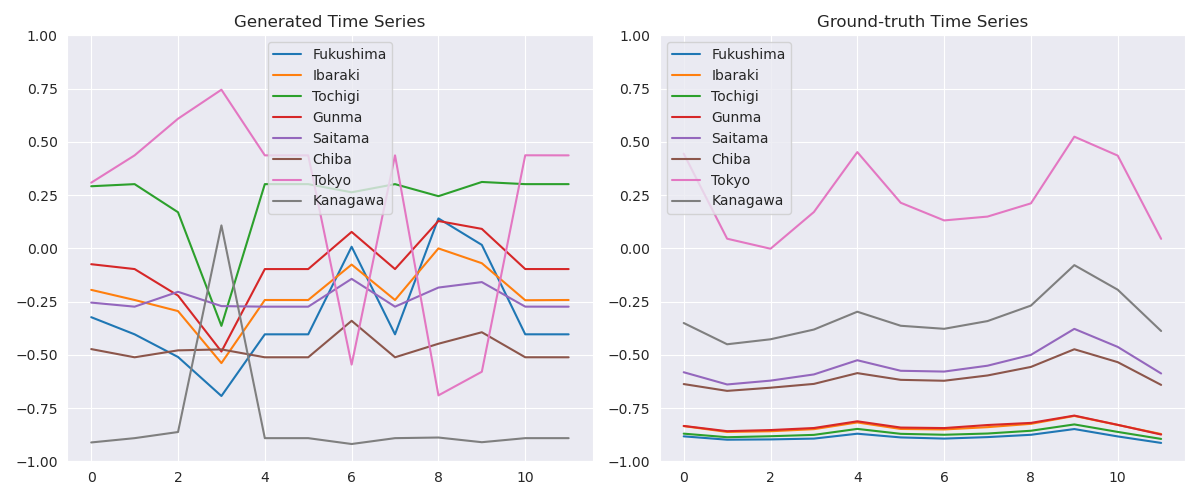 Generated Time Series
1.00
0.75
0.50
0.25
0.00
−0.25
−0.50
−0.75
−1.00
0
2
4
6
8
10
Fukushima
Ibaraki
Tochigi
Gunma
Saitama
Chiba
Tokyo
Kanagawa
Ground-truth Time Series
1.00
0.75
0.50
0.25
0.00
−0.25
−0.50
−0.75
−1.00
0
2
4
6
8
10
Fukushima
Ibaraki
Tochigi
Gunma
Saitama
Chiba
Tokyo
Kanagawa